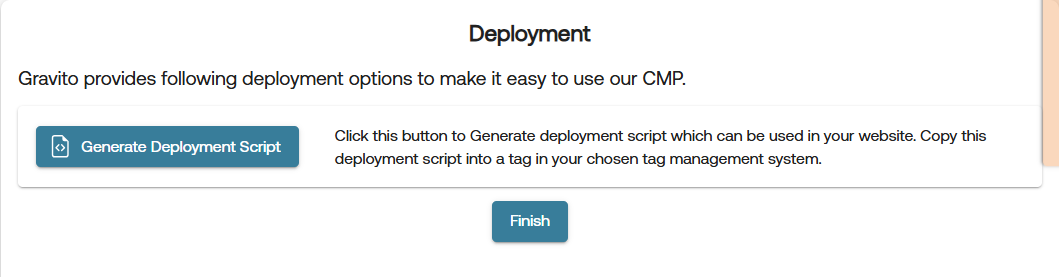 Deployment
Gravito provides following deployment options to make it easy to use our CMP.
Generate Deployment Script
Click this button to Generate deployment script which can be used in your website. Copy this
deployment script into a tag in your chosen tag management system.
Finish